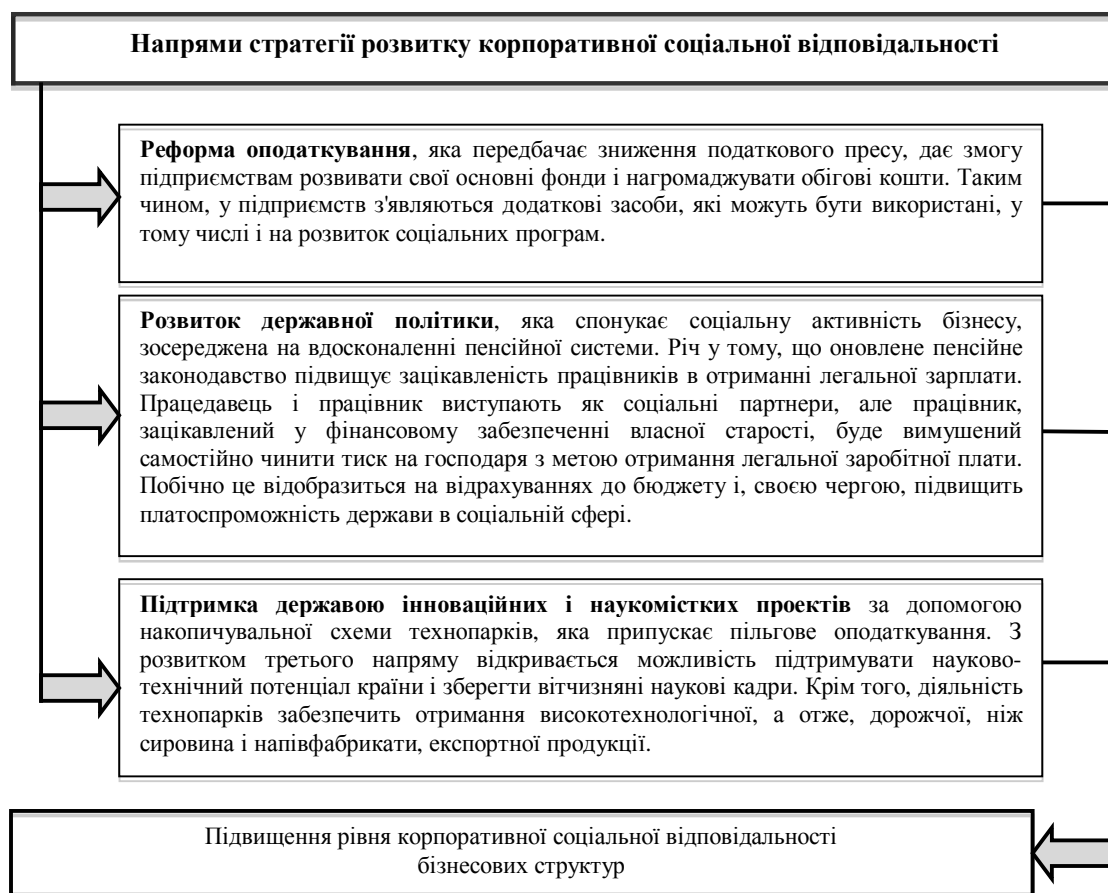 Напрями стратегії розвитку корпоративної соціальної відповідальності
Реформа оподаткування, яка передбачає зниження податкового пресу, дає змогу
підприємствам розвивати свої основні фонди і нагромаджувати обігові кошти. Таким
чином, у підприємств з'являються додаткові засоби, які можуть бути використані, у
тому числі і на розвиток соціальних програм.
Розвиток державної політики, яка спонукає соціальну активність бізнесу,
зосереджена на вдосконаленні пенсійної системи. Річ у тому, що оновлене пенсійне
законодавство підвищує зацікавленість працівників в отриманні легальної зарплати.
Працедавець і працівник виступають як соціальні партнери, але працівник,
зацікавлений у фінансовому забезпеченні власної старості, буде вимушений
самостійно чинити тиск на господаря з метою отримання легальної заробітної плати.
Побічно це відобразиться на відрахуваннях до бюджету і, своєю чергою, підвищить
платоспроможність держави в соціальній сфері.
Підтримка державою інноваційних і наукомістких проектів за допомогою
накопичувальної схеми технопарків, яка припускає пільгове оподаткування. З
розвитком третього напряму відкривається можливість підтримувати науково-
технічний потенціал країни і зберегти вітчизняні наукові кадри. Крім того, діяльність
технопарків забезпечить отримання високотехнологічної, а отже, дорожчої, ніж
сировина і напівфабрикати, експортної продукції.
Підвищення рівня корпоративної соціальної відповідальності
бізнесових структур